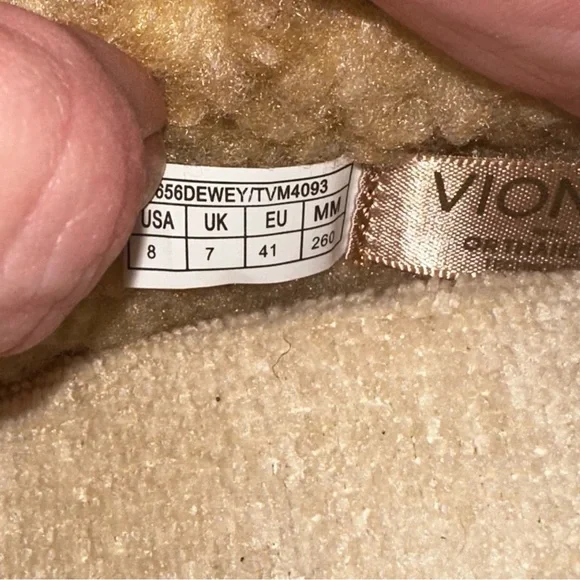 656DEWEY/TVM4093
USA UK EU MM
8 7 41 260
VION